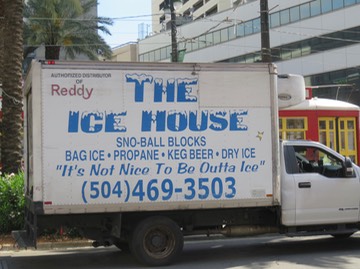 AUTHORIZED DISTRIBUTOR
OF
Reddy
THE
ICE HOUSE
SNO-BALL BLOCKS
BAG ICE • PROPANE • KEG BEER • DRY ICE
"It's Not Nice To Be Outta Ice"
(504)469-3503